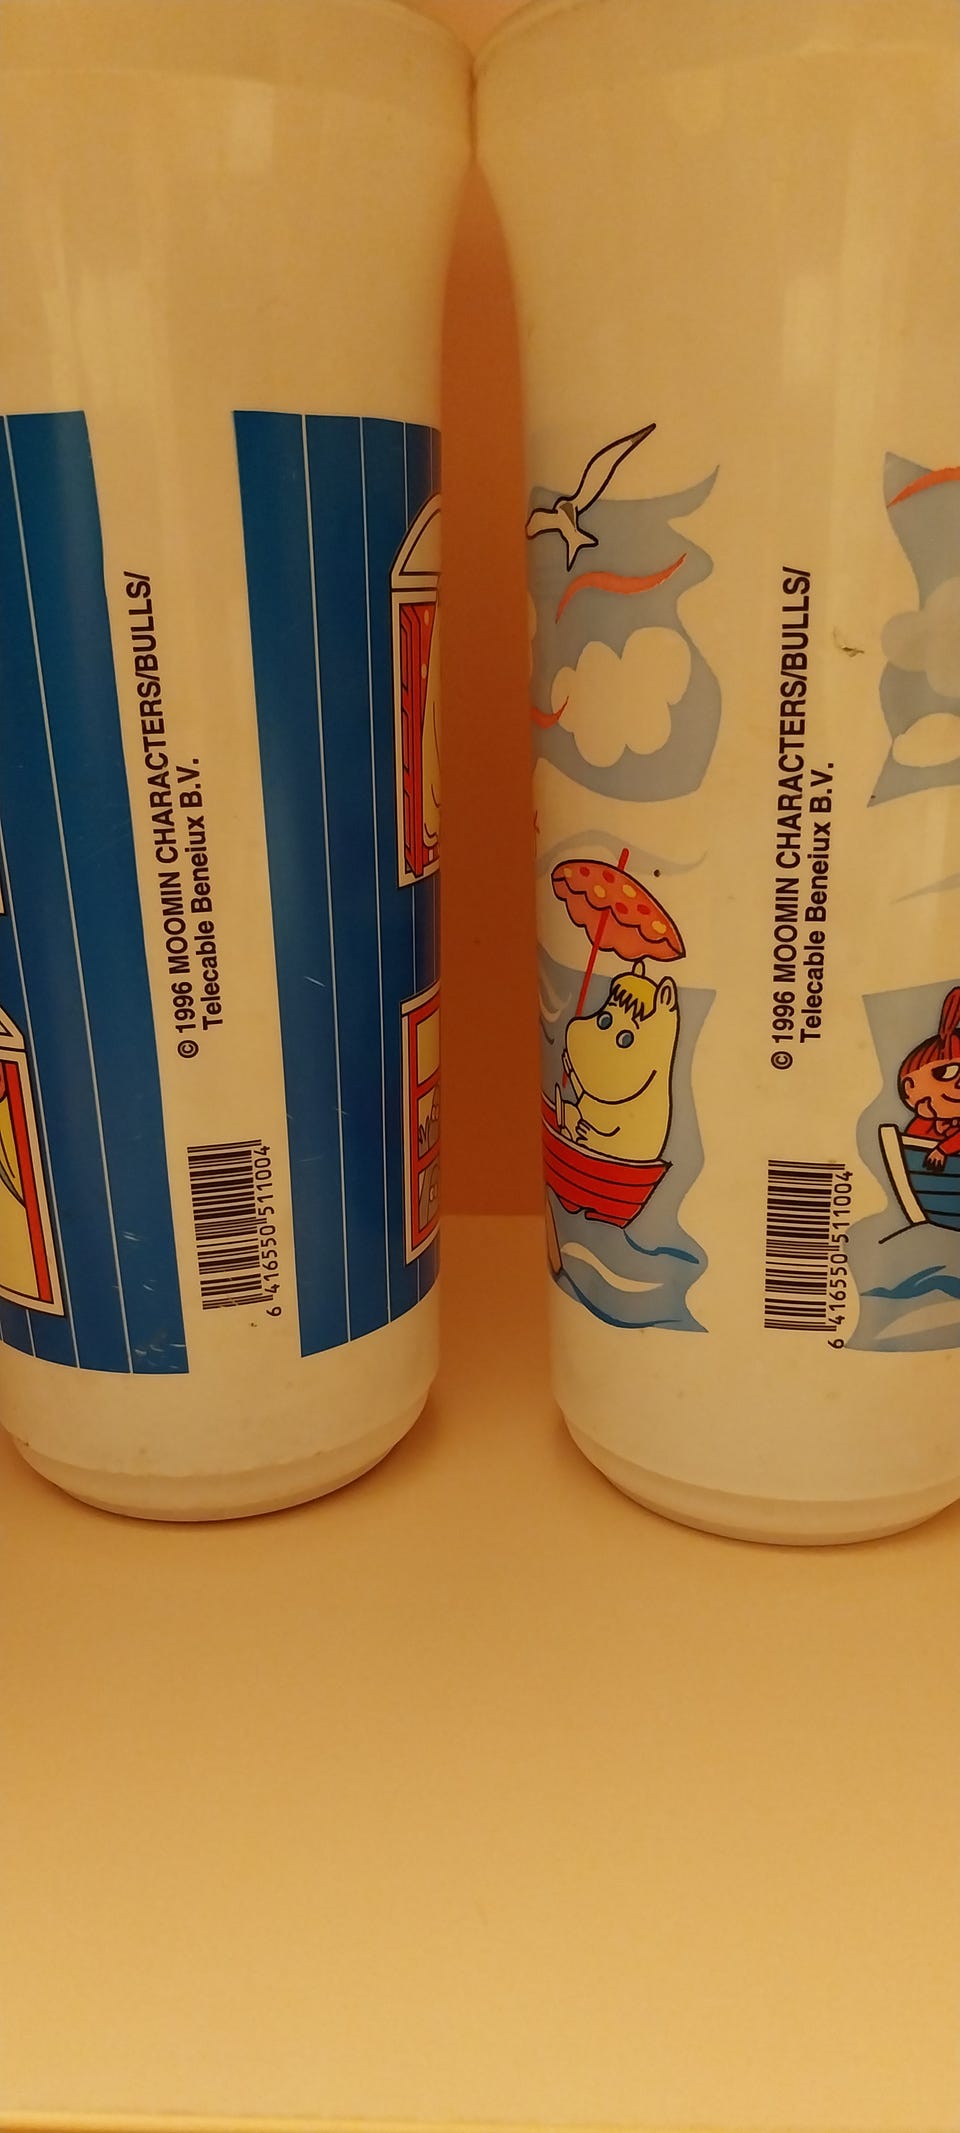 © 1996 MOOMIN CHARACTERS/BULLS/
Telecable Beneiux B.V.
6 416550 511004
© 1996 MOOMIN CHARACTERS/BULLS/
Telecable Beneiux B.V.
6 416550 511004